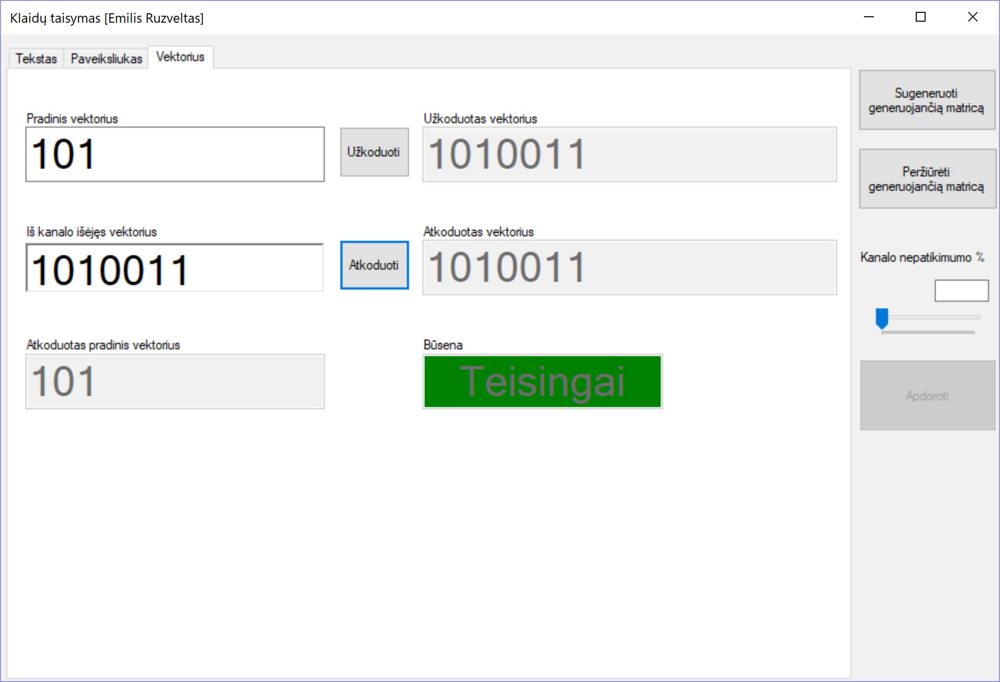 Klaidų taisymas [Emilis Ruzveltas]
Tekstas
Paveiksliukas
Vektorius
Pradinis vektorius
101
Užkoduoti
Užkoduotas vektorius
1010011
Iš kanalo išėjęs vektorius
1010011
Atkoduoti
Atkoduotas vektorius
1010011
Atkoduotas pradinis vektorius
101
Būsena
Teisingai
Sugeneruoti
generuojančią matricą
Peržiūrėti
generuojančią matricą
Kanalo nepatikimumo %
Apdoroti